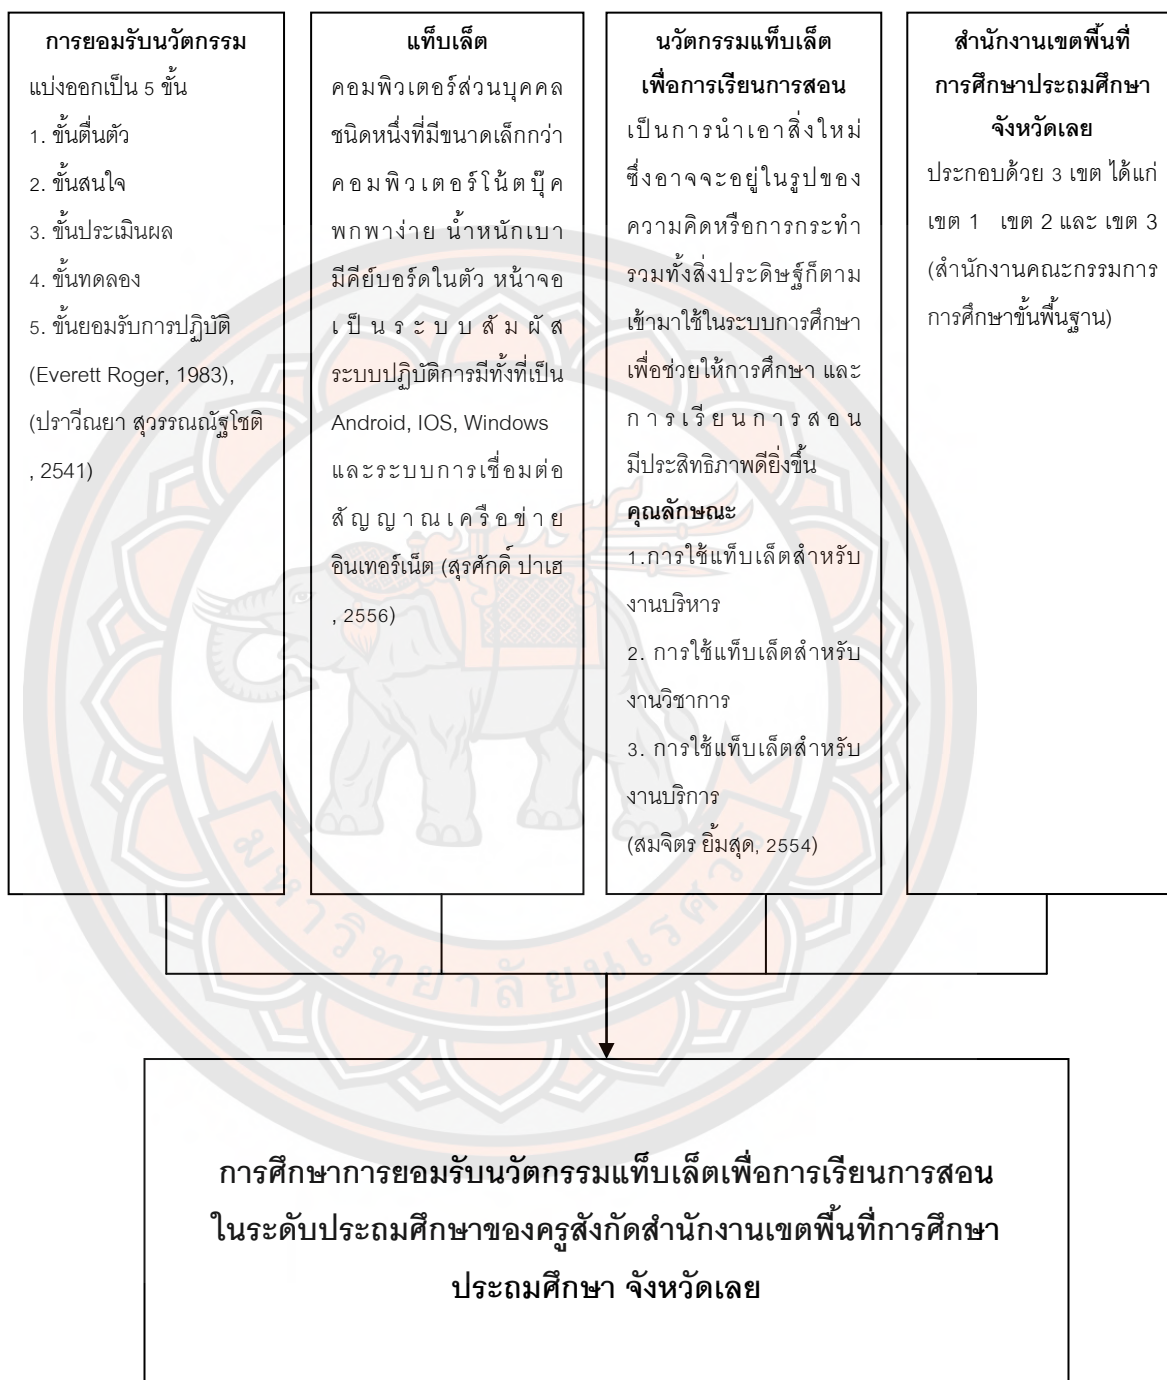 การยอมรับนวัตกรรม
แบ่งออกเป็น 5 ขั้น
1. ขั้นตื่นตัว
2. ขั้นสนใจ
3. ขั้นประเมินผล
4. ขั้นทดลอง
5. ขั้นยอมรับการปฏิบัติ
(Everett Roger, 1983),
(ปราวีณยา สุวรรณณัฐโชติ
, 2541)
แท็บเล็ต
คอมพิวเตอร์ส่วนบุคคล
ชนิดหนึ่งที่มีขนาดเล็กกว่า
คอมพิวเตอร์โน้ตบุ๊ค
พกพาง่าย น้ำหนักเบา
มีคีย์บอร์ดในตัว หน้าจอ
เป็นระบบสัมผัส
ระบบปฏิบัติการมีทั้งที่เป็น
Android, IOS, Windows
และระบบการเชื่อมต่อ
สัญญาณเครือข่าย
อินเทอร์เน็ต (สุรศักดิ์ ปาเฮ
, 2556)
นวัตกรรมแท็บเล็ต
เพื่อการเรียนการสอน
เป็นการนำเอาสิ่งใหม่
ซึ่งอาจจะอยู่ในรูปของ
ความคิดหรือการกระทำ
รวมทั้งสิ่งประดิษฐ์ก็ตาม
เข้ามาใช้ในระบบการศึกษา
เพื่อช่วยให้การศึกษา และ
การเรียนการสอน
มีประสิทธิภาพดียิ่งขึ้น
คุณลักษณะ
1.การใช้แท็บเล็ตสำหรับ
งานบริหาร
2. การใช้แท็บเล็ตสำหรับ
งานวิชาการ
3. การใช้แท็บเล็ตสำหรับ
งานบริการ
(สมจิตร ยิ้มสุด, 2554)
สำนักงานเขตพื้นที่
การศึกษาประถมศึกษา
จังหวัดเลย
ประกอบด้วย 3 เขต ได้แก่
เขต 1 เขต 2 และ เขต 3
(สำนักงานคณะกรรมการ
การศึกษาขั้นพื้นฐาน)
มหาวิทยาลัยนเรศวร
การศึกษาการยอมรับนวัตกรรมแท็บเล็ตเพื่อการเรียนการสอน
ในระดับประถมศึกษาของครูสังกัดสำนักงานเขตพื้นที่การศึกษา
ประถมศึกษา จังหวัดเลย